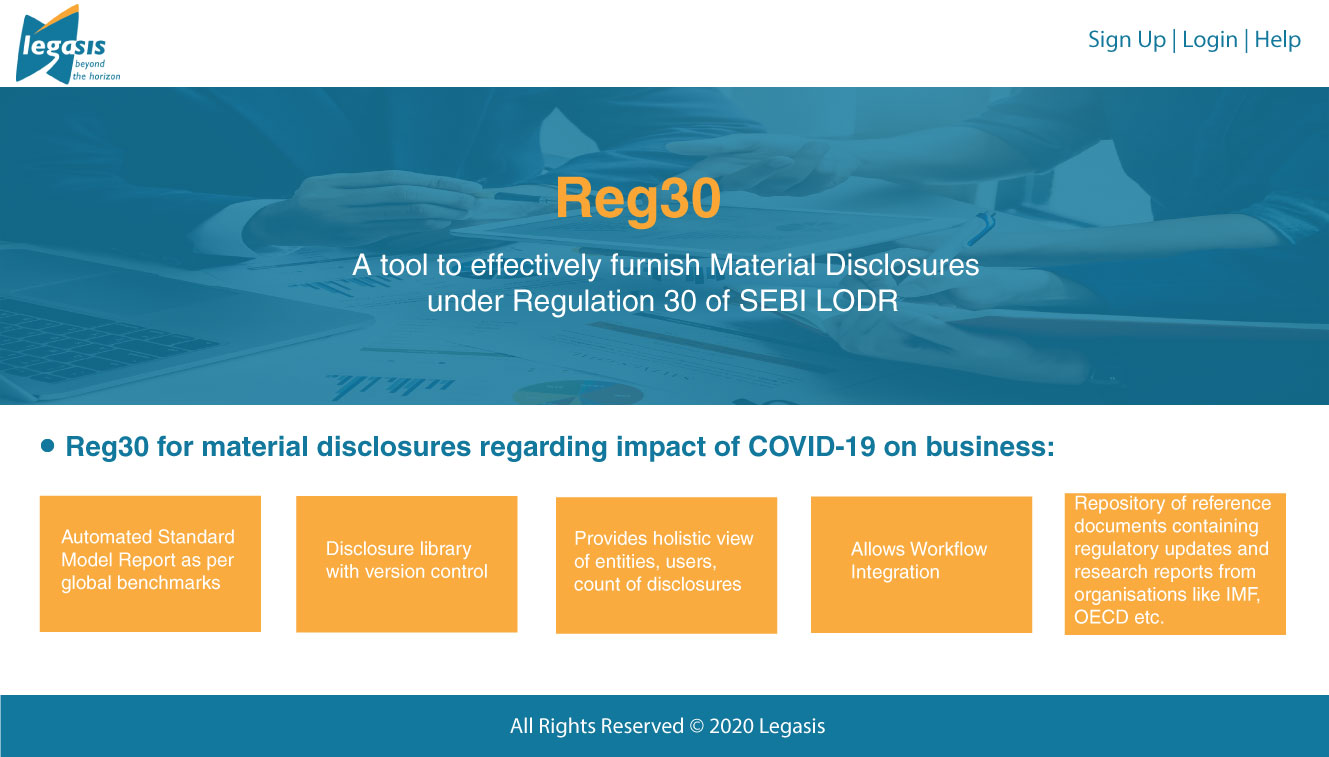 legasis
beyond
the horizon
Sign Up | Login | Help
Reg30
A tool to effectively furnish Material Disclosures
under Regulation 30 of SEBI LODR
• Reg30 for material disclosures regarding impact of COVID-19 on business:
Automated Standard
Model Report as per
global benchmarks
Disclosure library
with version control
Provides holistic view
of entities, users,
count of disclosures
Allows Workflow
Integration
Repository of reference
documents containing
regulatory updates and
research reports from
organisations like IMF,
OECD etc.
All Rights Reserved © 2020 Legasis